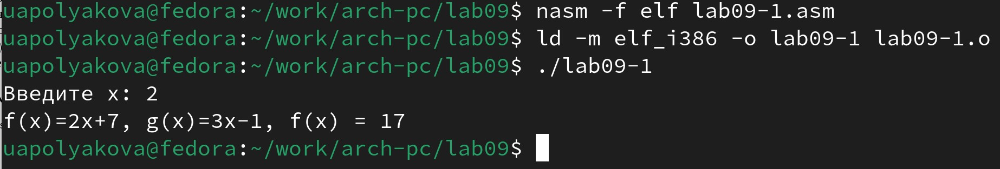 uapolyakova@fedora:~/work/arch-pc/lab09$ nasm -f elf lab09-1.asm
uapolyakova@fedora:~/work/arch-pc/lab09$ ld -m elf_i386 -o lab09-1 lab09-1.o
uapolyakova@fedora:~/work/arch-pc/lab09$ ./lab09-1
Введите x: 2
f(x)=2x+7, g(x)=3x-1, f(x) = 17
uapolyakova@fedora:~/work/arch-pc/lab09$